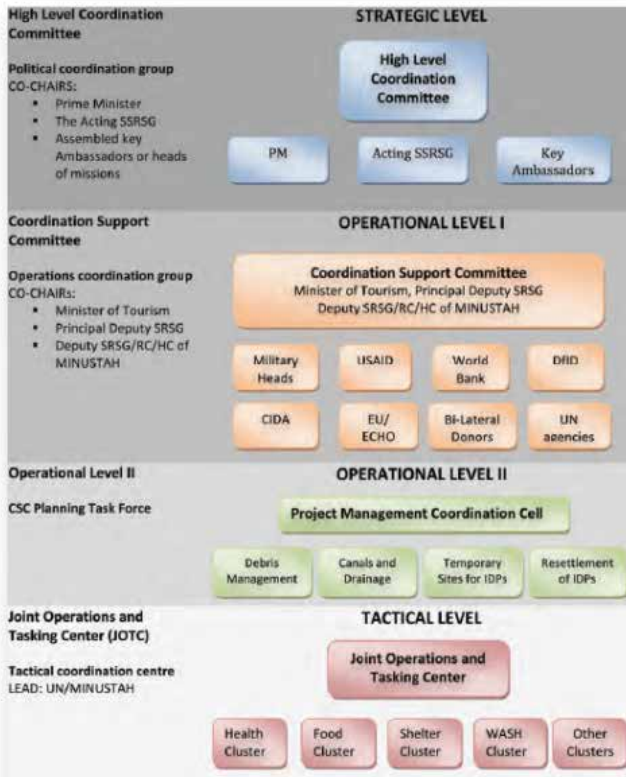 High Level Coordination
Committee
Political coordination group
CO-CHAIRS:
▪ Prime Minister
▪ The Acting SSRSG
▪ Assembled key
Ambassadors or heads
of missions
STRATEGIC LEVEL
High Level
Coordination
Committee
PM
Acting SSRSG
Key
Ambassadors
Coordination Support
Committee
Operations coordination group
CO-CHAIRs:
▪ Minister of Tourism
▪ Principal Deputy SRSG
▪ Deputy SRSG/RC/HC of
MINUSTAH
OPERATIONAL LEVEL I
Coordination Support Committee
Minister of Tourism, Principal Deputy SRSG
Deputy SRSG/RC/HC of MINUSTAH
Military
Heads
USAID
World
Bank
DfID
CIDA
EU/
ECHO
Bi-Lateral
Donors
UN
agencies
Operational Level II
CSC Planning Task Force
OPERATIONAL LEVEL II
Project Management Coordination Cell
Debris
Management
Canals and
Drainage
Temporary
Sites for IDPs
Resettlement
of IDPs
Joint Operations and
Tasking Center (JOTC)
Tactical coordination centre
LEAD: UN/MINUSTAH
TACTICAL LEVEL
Joint Operations and
Tasking Center
Health
Cluster
Food
Cluster
Shelter
Cluster
WASH
Cluster
Other
Clusters